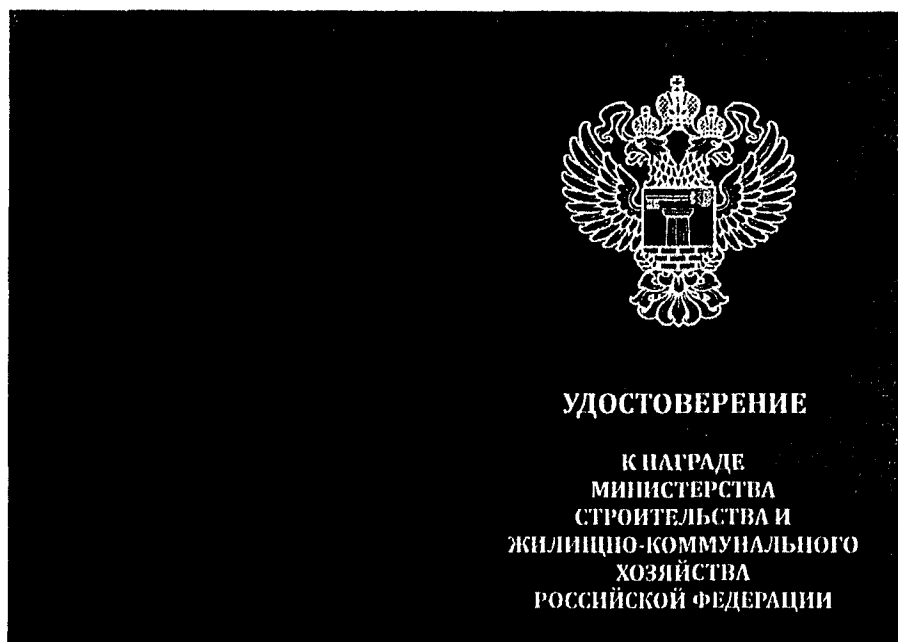 УДОСТОВЕРЕНИЕ
К НАГРАДЕ
МИНИСТЕРСТВА
СТРОИТЕЛЬСТВА И
ЖИЛИЩНО-КОММУНАЛЬНОГО
ХОЗЯЙСТВА
РОССИЙСКОЙ ФЕДЕРАЦИИ